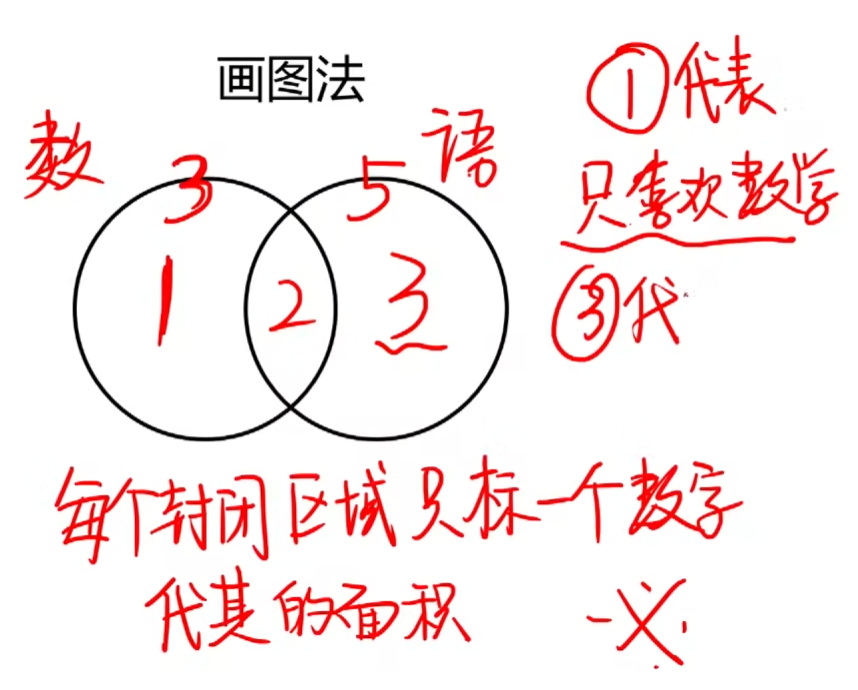 画图法
①代表
数 3 5 语
只喜欢数学
1 2 3
③代
每个封闭区域只标一个数字
代其的面积